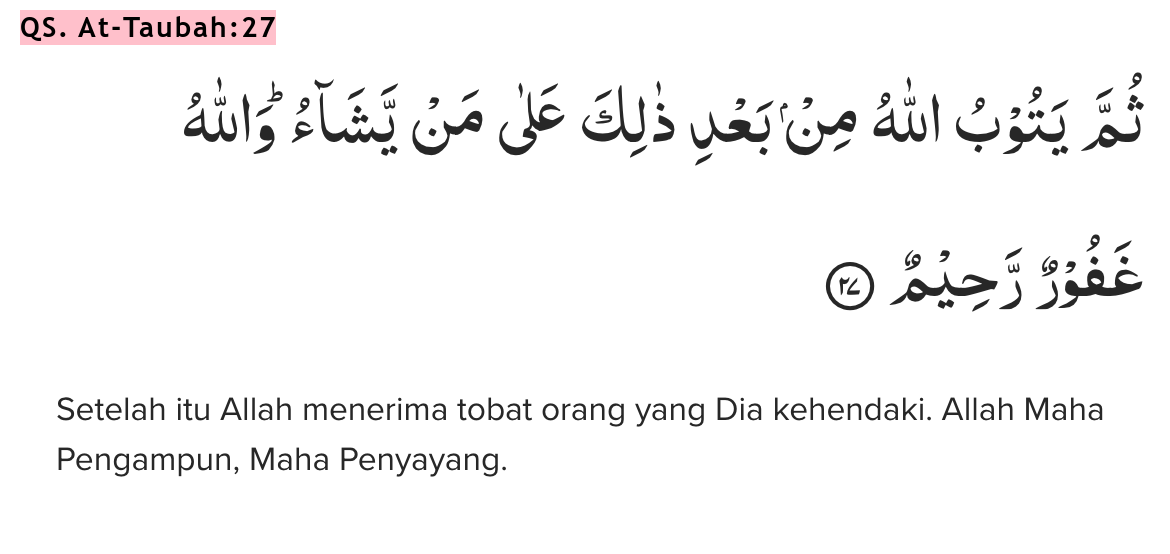 QS. At-Taubah:27
ثُمَّ يَتُوْبُ اللّٰهُ مِنْۢ بَعْدِ ذٰلِكَ عَلٰى مَنْ يَّشَاۤءُ ۗوَاللّٰهُ
غَفُوْرٌ رَّحِيْمٌ ٢٧
Setelah itu Allah menerima tobat orang yang Dia kehendaki. Allah Maha
Pengampun, Maha Penyayang.